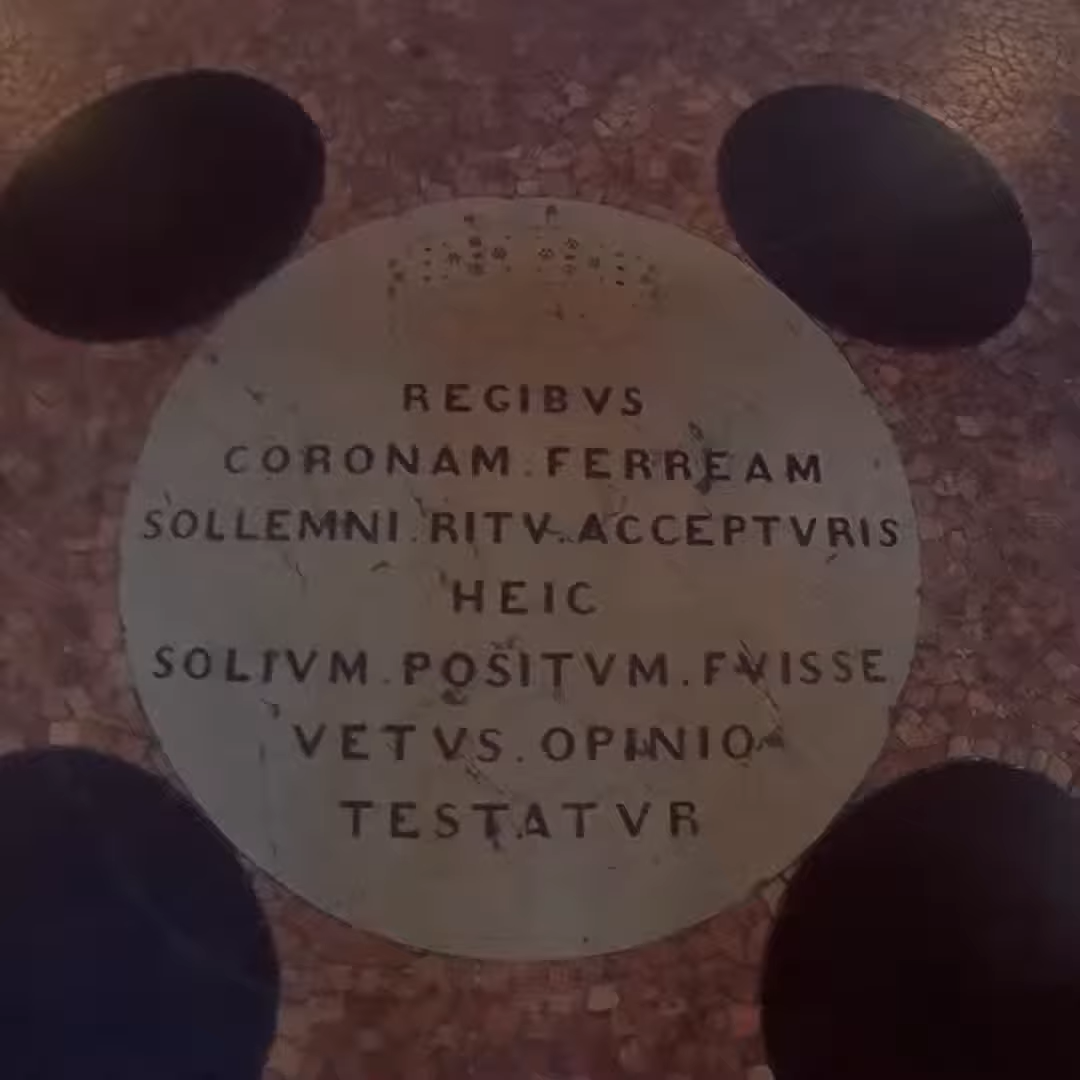 REGIBVS
CORONAM.FERREAM
SOLLEMNI.RITV.ACCEPTVRIS
HEIC
SOLIVM.POSITVM.FVISSE
VETVS.OPINIO
TESTATVR